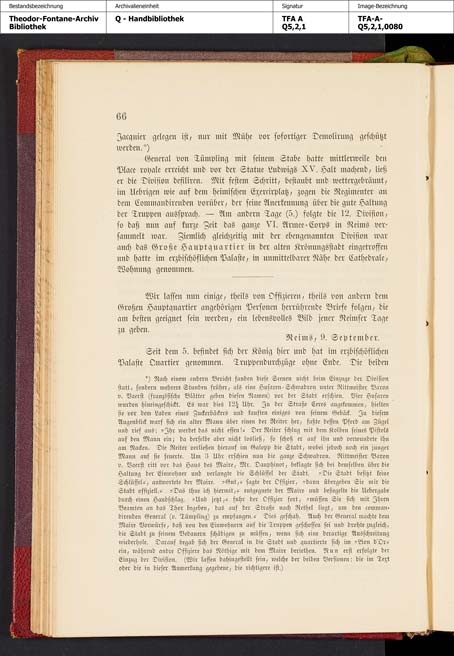 Bestandsbezeichnung
Archivalieneinheit
Signatur
Image-Bezeichnung
Theodor-Fontane-Archiv
Bibliothek
Q - Handbibliothek
TFA A
Q5,2,1
TFA-A-
Q5,2,1,0080
66
Jacquier gelegen ist, nur mit Mühe vor sofortiger Demolirung geschützt
werden.*)
General von Tümpling mit seinem Stabe hatte mittlerweile den
Place royale erreicht und vor der Statue Ludwigs XV. Halt machend, ließ
er die Division defiliren. Mit festem Schritt, bestaubt und wettergebräunt,
im Uebrigen wie auf dem heimischen Exercirplatz, zogen die Regimenter an
dem Commandirenden vorüber, der seine Anerkennung über die gute Haltung
der Truppen aussprach. — Am andern Tage (5.) folgte die 12. Division,
so daß nun auf kurze Zeit das ganze VI. Armee-Corps in Reims ver-
sammelt war. Ziemlich gleichzeitig mit der ebengenannten Division war
auch das Große Hauptquartier in der alten Krönungsstadt eingetroffen
und hatte im erzbischöflichen Palaste, in unmittelbarer Nähe der Cathedrale,
Wohnung genommen.
Wir lassen nun einige, theils von Offizieren, theils von andern dem
Großen Hauptquartier angehörigen Personen herrührende Briefe folgen, die
am besten geeignet sein werden, ein lebensvolles Bild jener Reimser Tage
zu geben.
Reims, 9. September.
Seit dem 5. befindet sich der König hier und hat im erzbischöflichen
Palaste Quartier genommen. Truppendurchzüge ohne Ende. Die beiden
*) Nach einem andern Bericht fanden diese Scenen nicht beim Einzuge der Division
statt, sondern mehrere Stunden früher, als eine Husaren-Schwadron unter Rittmeister Baron
v. Vaerst (französische Blätter geben diesen Namen) vor der Stadt erschien. Vier Husaren
wurden hineingeschickt. Es war dies 12½ Uhr. In der Straße Ceres angekommen, hielten
sie vor dem Laden eines Zuckerbäckers und kauften einiges von seinem Gebäck. In diesem
Augenblick warf sich ein alter Mann über einen der Reiter her, faßte dessen Pferd am Zügel
und rief aus: »Ihr werdet das nicht essen!« Der Reiter schlug mit dem Kolben seines Pistols
auf den Mann ein; da derselbe aber nicht losließ, so schoß er auf ihn und verwundete ihn
am Nacken. Die Reiter verließen hierauf im Galopp die Stadt, wobei jedoch noch ein junger
Mann auf sie feuerte. Um 3 Uhr erschien nun die ganze Schwadron. Rittmeister Baron
v. Vaerst ritt vor das Haus des Maire, Mr. Dauphinot, beklagte sich bei demselben über die
Haltung der Einwohner und verlangte die Schlüssel der Stadt. »Die Stadt besitzt keine
Schlüssel«, antwortete der Maire. »Gut,« sagte der Offizier, »dann übergeben Sie mir die
Stadt offiziell.« »Das thue ich hiermit,« entgegnete der Maire und besiegelte die Uebergabe
durch einen Handschlag. »Und jetzt,« fuhr der Offizier fort, »müssen Sie sich mit Ihren
Beamten an das Thor begeben, das auf der Straße nach Rethel liegt, um den comman-
direnden General (v. Tümpling) zu empfangen.« Dies geschah. Auch der General machte dem
Maire Vorwürfe, daß von den Einwohnern auf die Truppen geschossen sei und drohte zugleich,
die Stadt zu seinem Bedauern schädigen zu müssen, wenn sich eine derartige Ausschreitung
wiederhole. Darauf begab sich der General in die Stadt und quartierte sich im »Lion d'Or«
ein, während andre Offiziere das Nöthige mit dem Maire beriethen. Nun erst erfolgte der
Einzug der Division. (Wir lassen dahingestellt sein, welche der beiden Versionen: die im Text
oder die in dieser Anmerkung gegebene, die richtigere ist.)